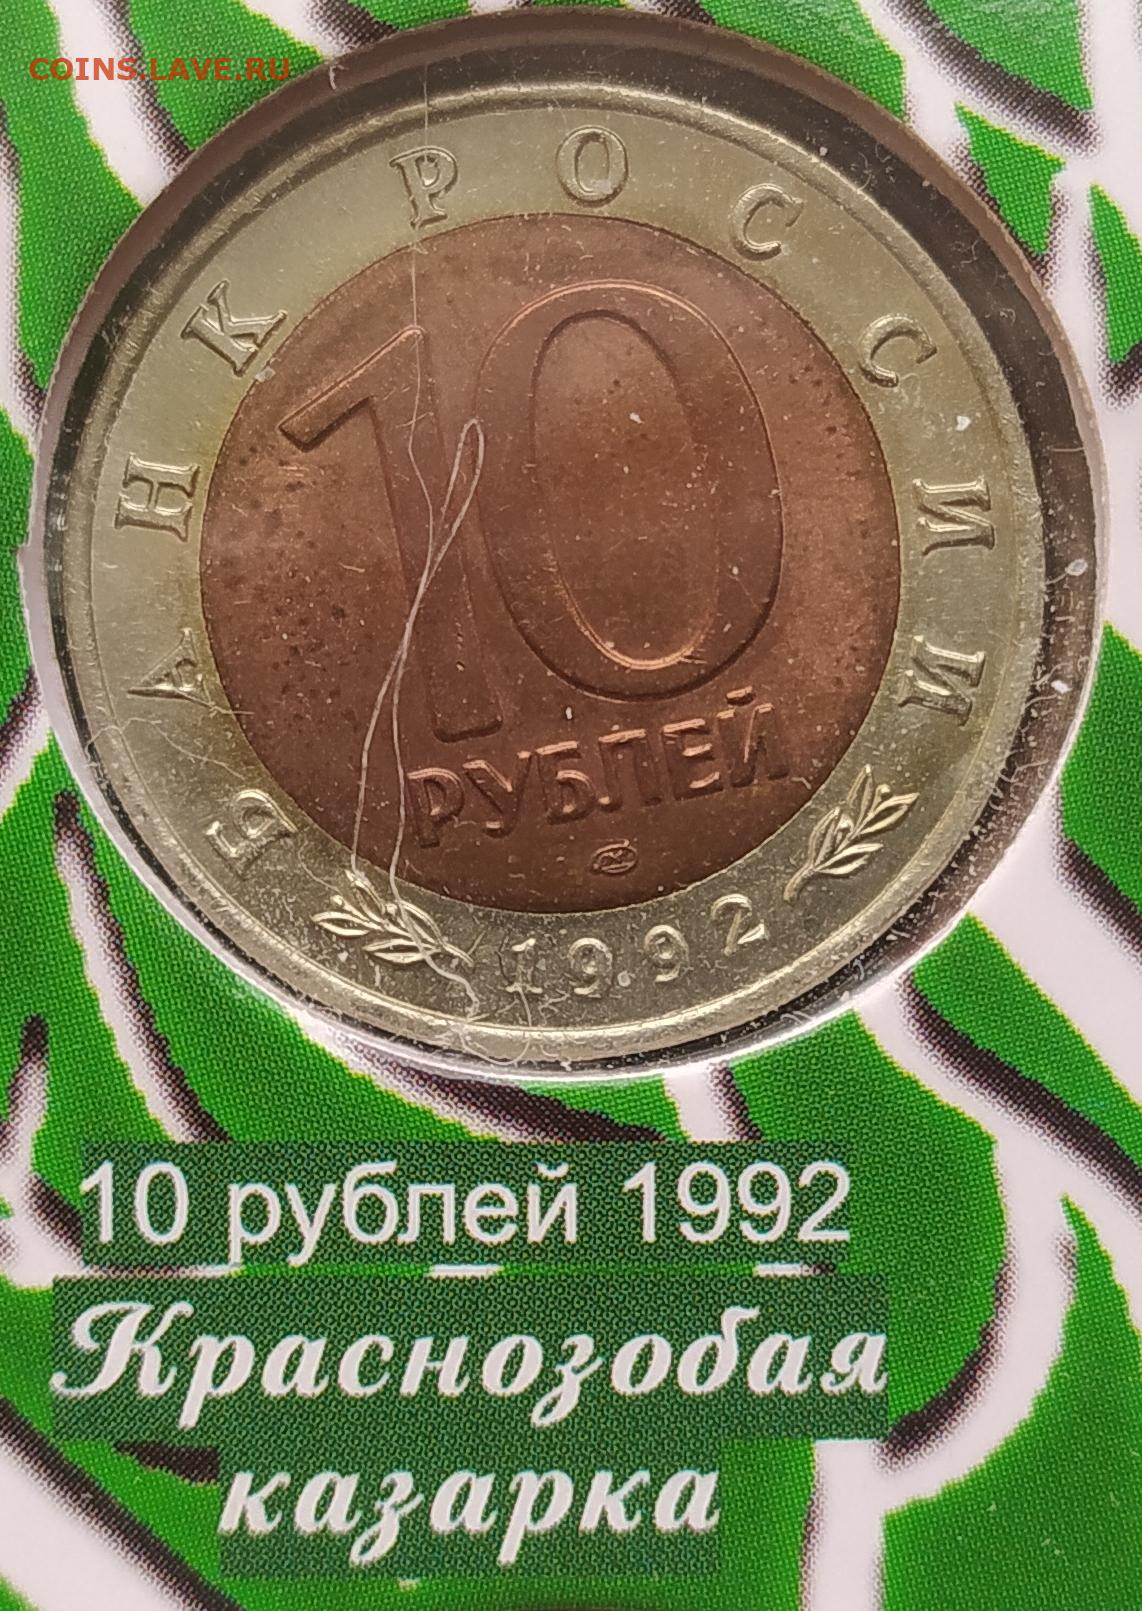 COINS.LAVE.RU
БАНК РОССИИ
10
РУБЛЕЙ
1992
10 рублей 1992
Краснозобая
казарка